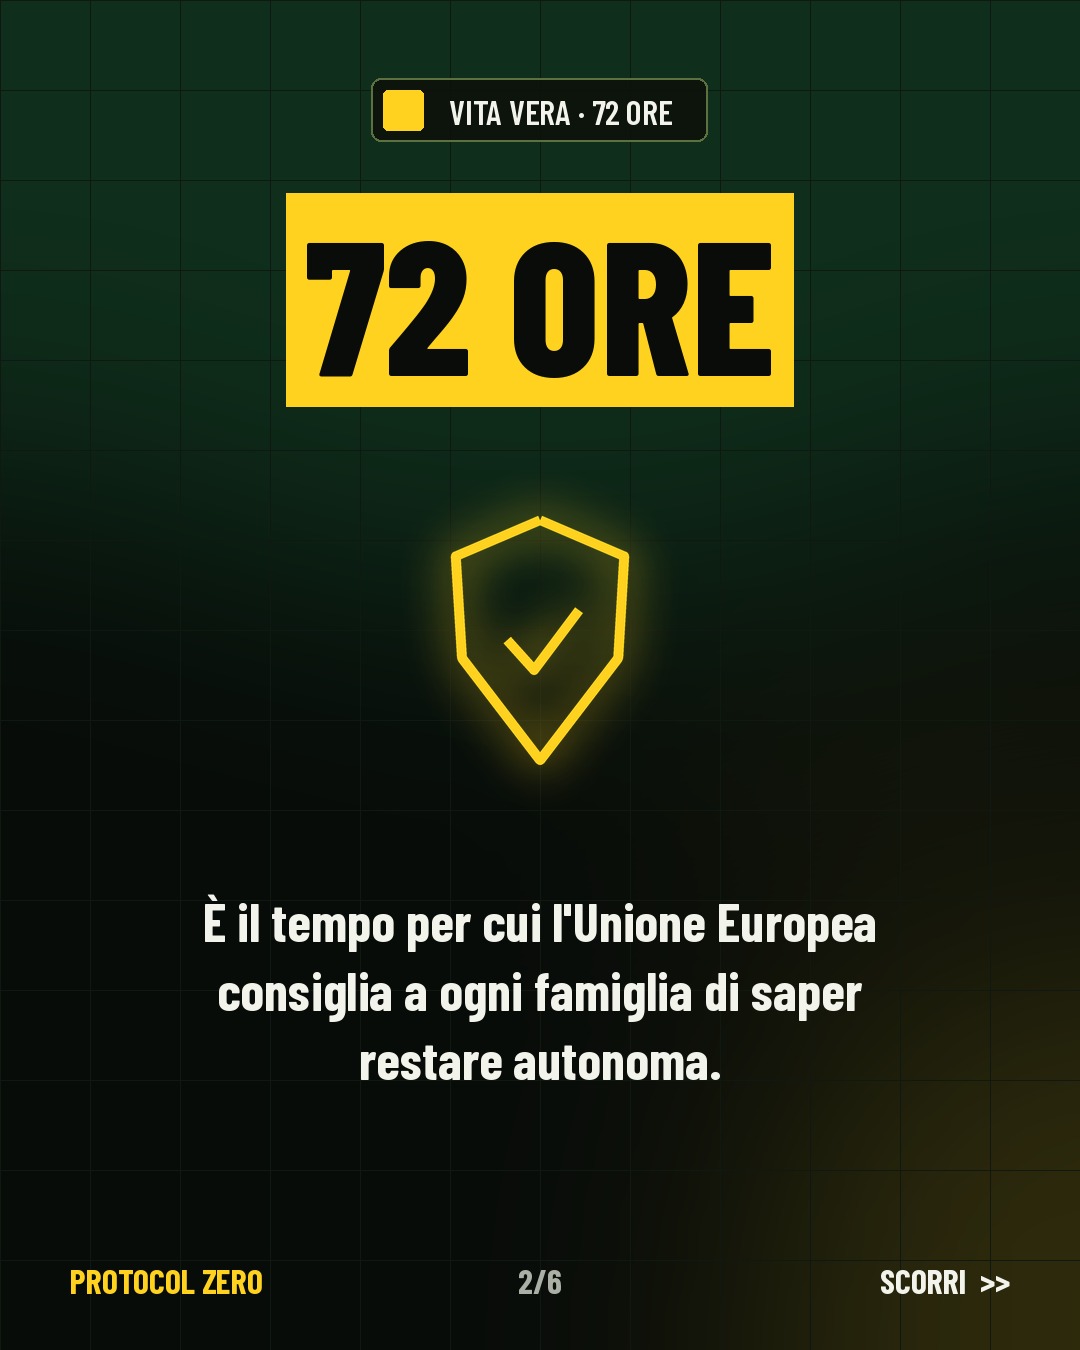 VITA VERA · 72 ORE
72 ORE
È il tempo per cui l'Unione Europea
consiglia a ogni famiglia di saper
restare autonoma.
PROTOCOL ZERO
2/6
SCORRI >>